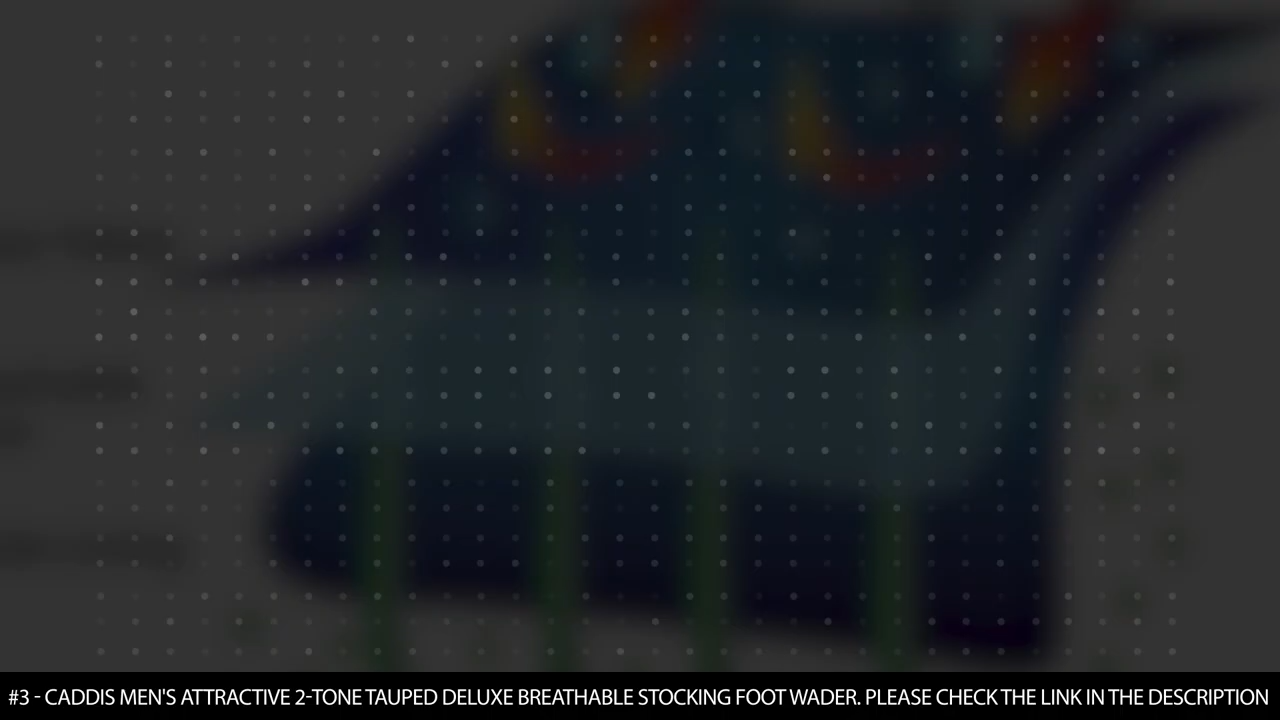 #3 - CADDIS MEN'S ATTRACTIVE 2-TONE TAUPED DELUXE BREATHABLE STOCKING FOOT WADER. PLEASE CHECK THE LINK IN THE DESCRIPTION